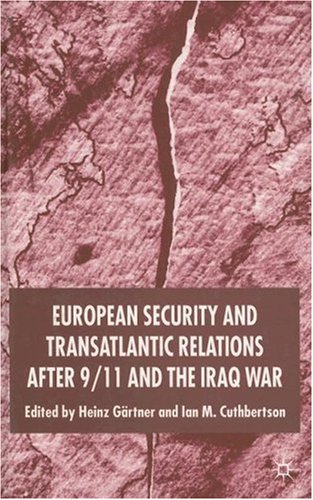 EUROPEAN SECURITY AND
TRANSATLANTIC RELATIONS
AFTER 9/11 AND THE IRAQ WAR
Edited by Heinz Gärtner and Ian M. Cuthbertson